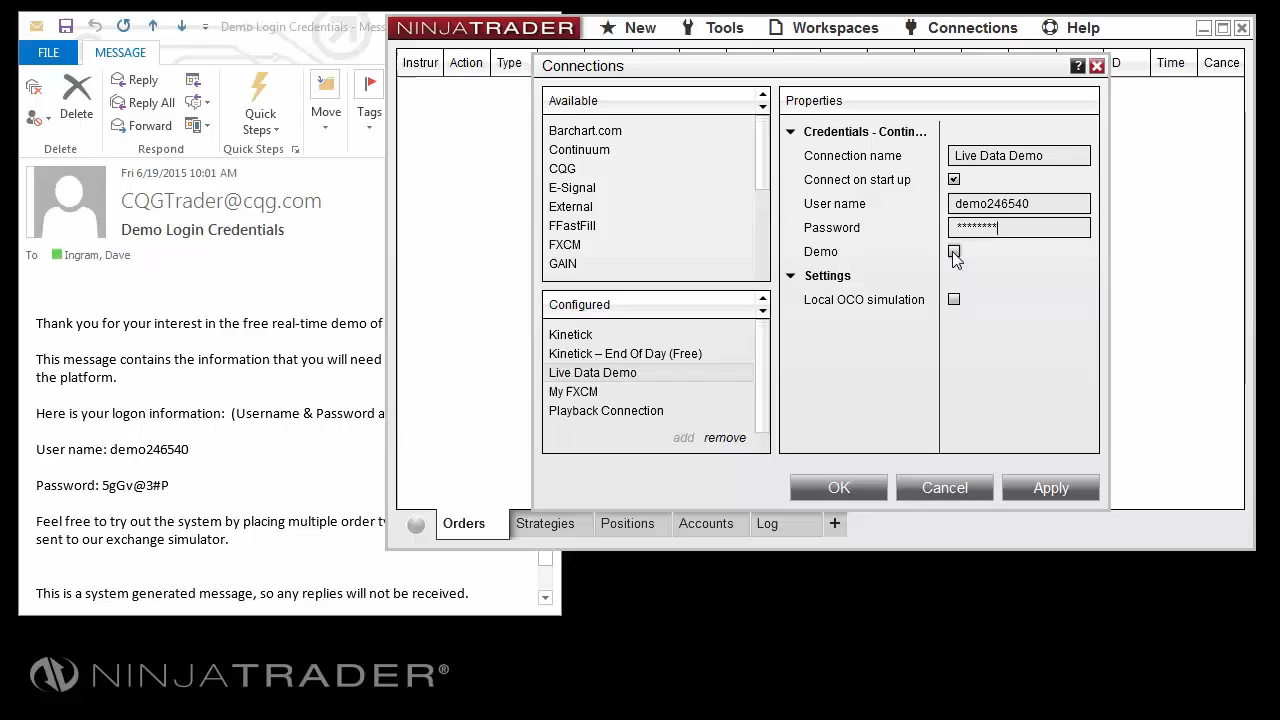 Demo Login Credentials - Mes
FILE
MESSAGE
Delete
Reply
Reply All
Forward
Quick
Steps
Move
Tags
Delete
Respond
Quick Steps
Fri 6/19/2015 10:01 AM
CQGTrader@cqg.com
Demo Login Credentials
To
Ingram, Dave
Thank you for your interest in the free real-time demo of
This message contains the information that you will need
the platform.
Here is your logon information: (Username & Password a
User name: demo246540
Password: 5gGv@3#P
Feel free to try out the system by placing multiple order ty
sent to our exchange simulator.
This is a system generated message, so any replies will not be received.
NINJATRADER
New
Tools
Workspaces
Connections
Help
Instrur
Action
Type
D
Time
Cance
Connections
?
Available
Barchart.com
Continuum
CQG
E-Signal
External
FFastFill
FXCM
GAIN
Configured
Kinetick
Kinetick – End Of Day (Free)
Live Data Demo
My FXCM
Playback Connection
add remove
Properties
Credentials - Contin...
Connection name
Live Data Demo
Connect on start up
User name
demo246540
Password
********
Demo
Settings
Local OCO simulation
OK
Cancel
Apply
Orders
Strategies
Positions
Accounts
Log
+
NINJATRADER®